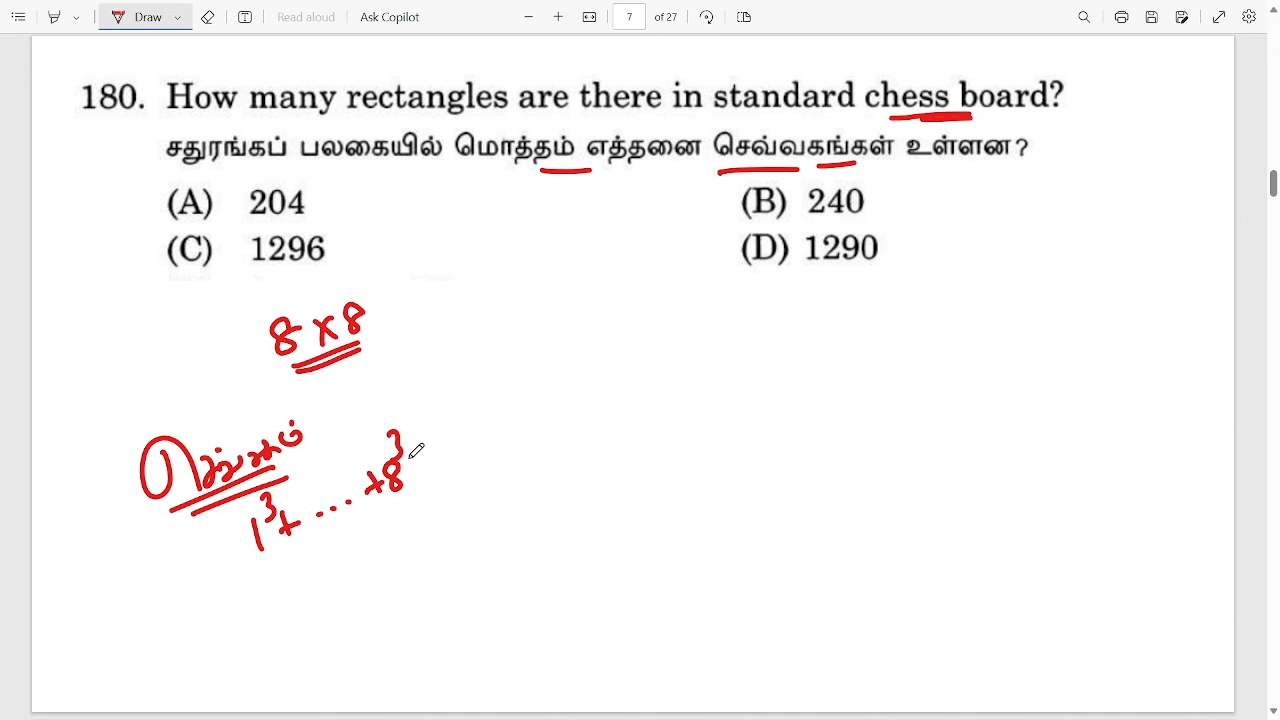 Draw
Read aloud
Ask Copilot
7
of 27
180. How many rectangles are there in standard chess board?
சதுரங்கப் பலகையில் மொத்தம் எத்தனை செவ்வகங்கள் உள்ளன?
(A) 204
(B) 240
(C) 1296
(D) 1290
8 × 8
செவ்வகம்
1³+ ... +8³